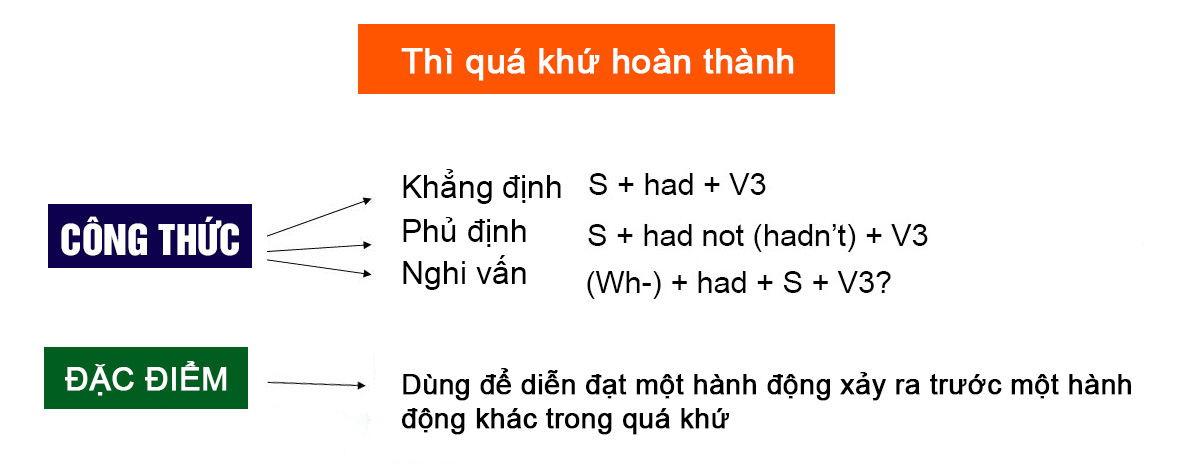 Thì quá khứ hoàn thành
CÔNG THỨC
Khẳng định S + had + V3
Phủ định S + had not (hadn’t) + V3
Nghi vấn (Wh-) + had + S + V3?
ĐẶC ĐIỂM
Dùng để diễn đạt một hành động xảy ra trước một hành
động khác trong quá khứ